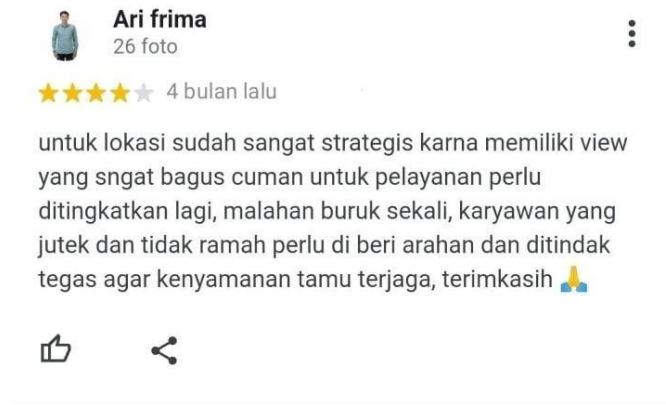 Ari frima
26 foto
4 bulan lalu
untuk lokasi sudah sangat strategis karna memiliki view
yang sngat bagus cuman untuk pelayanan perlu
ditingkatkan lagi, malahan buruk sekali, karyawan yang
jutek dan tidak ramah perlu di beri arahan dan ditindak
tegas agar kenyamanan tamu terjaga, terimkasih 🙏